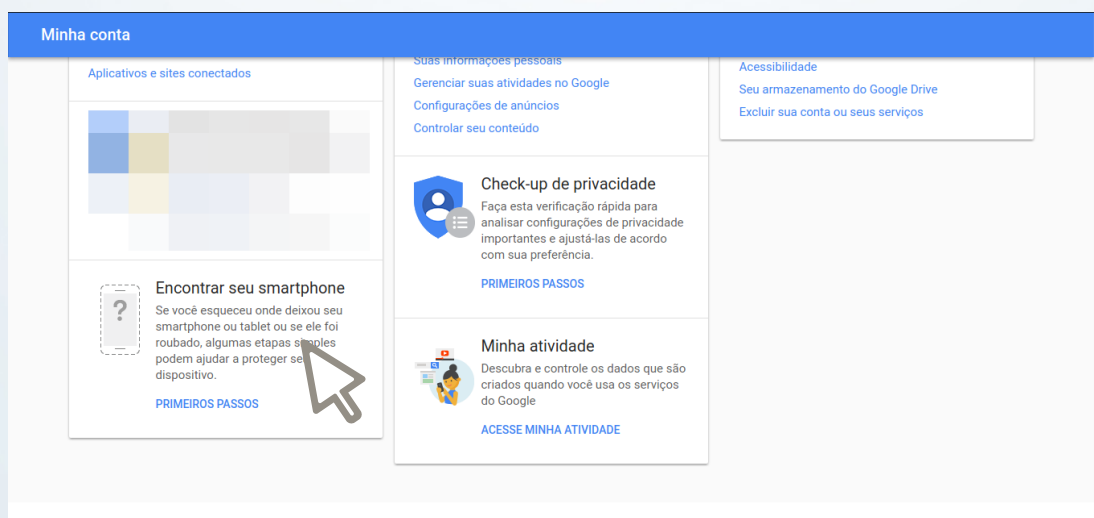 Minha conta
Aplicativos e sites conectados
Encontrar seu smartphone
?
Se você esqueceu onde deixou seu
smartphone ou tablet ou se ele foi
roubado, algumas etapas simples
podem ajudar a proteger seu
dispositivo.
PRIMEIROS PASSOS
Suas informações pessoais
Gerenciar suas atividades no Google
Configurações de anúncios
Controlar seu conteúdo
Check-up de privacidade
Faça esta verificação rápida para
analisar configurações de privacidade
importantes e ajustá-las de acordo
com sua preferência.
PRIMEIROS PASSOS
Minha atividade
Descubra e controle os dados que são
criados quando você usa os serviços
do Google
ACESSE MINHA ATIVIDADE
Acessibilidade
Seu armazenamento do Google Drive
Excluir sua conta ou seus serviços